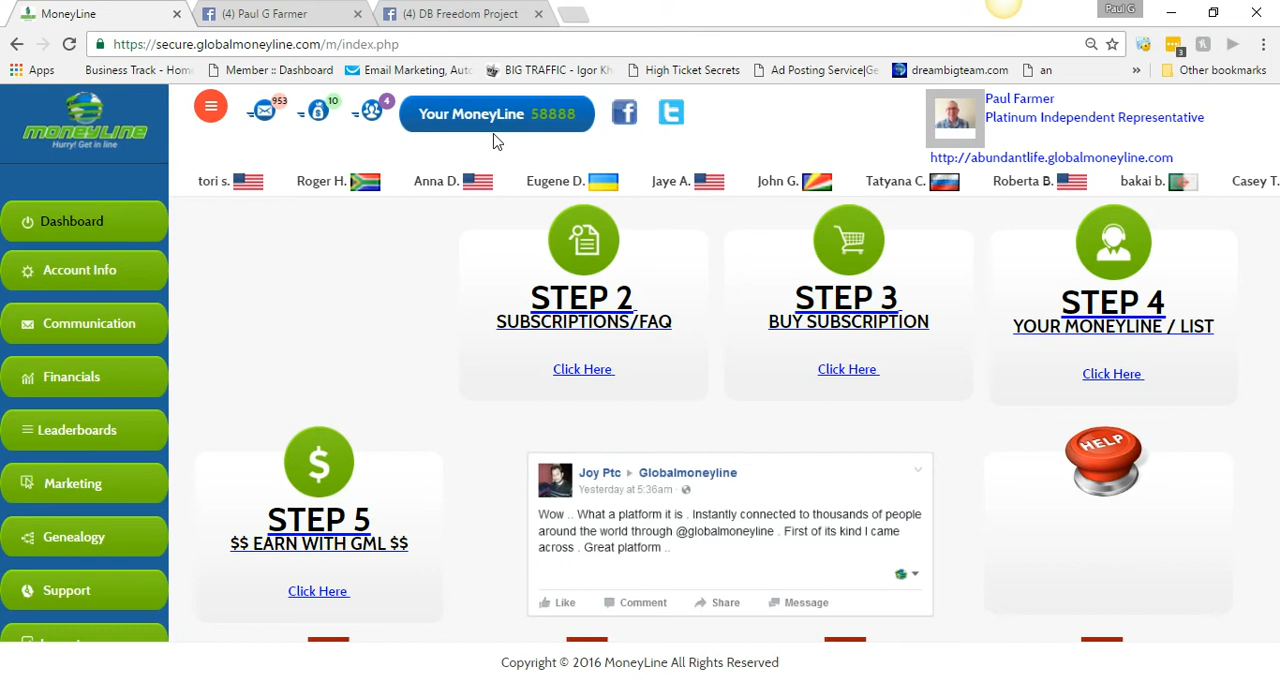 MoneyLine
(4) Paul G Farmer
(4) DB Freedom Project
Paul G
https://secure.globalmoneyline.com/m/index.php
3
Apps
Business Track - Hom
Member :: Dashboard
Email Marketing, Auto
BIG TRAFFIC - Igor Kh
High Ticket Secrets
Ad Posting Service|Ge
dreambigteam.com
an
»
Other bookmarks
MONEYLINE
Hurry! Get in line
953
10
4
Your MoneyLine 58888
Paul Farmer
Platinum Independent Representative
http://abundantlife.globalmoneyline.com
tori s.
Roger H.
Anna D.
Eugene D.
Jaye A.
John G.
Tatyana C.
Roberta B.
bakai b.
Casey T.
Dashboard
Account Info
Communication
Financials
Leaderboards
Marketing
Genealogy
Support
STEP 2
SUBSCRIPTIONS/FAQ
Click Here
STEP 3
BUY SUBSCRIPTION
Click Here
STEP 4
YOUR MONEYLINE / LIST
Click Here
$
STEP 5
$$ EARN WITH GML $$
Click Here
Joy Ptc ▸ Globalmoneyline
Yesterday at 5:36am ·
Wow .. What a platform it is . Instantly connected to thousands of people
around the world through @globalmoneyline . First of its kind I came
across . Great platform ..
Like
Comment
Share
Message
HELP
Copyright © 2016 MoneyLine All Rights Reserved